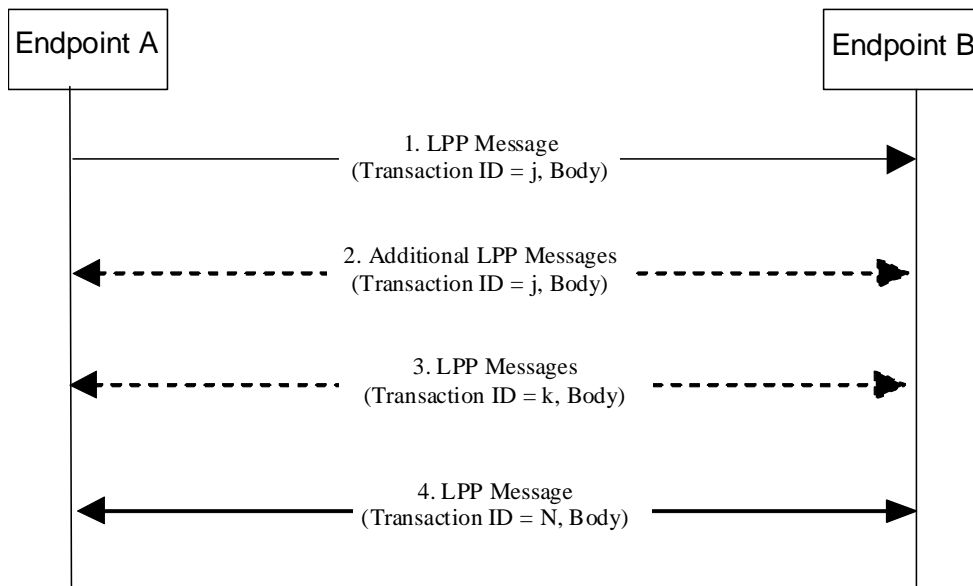 Endpoint A
Endpoint B
1. LPP Message
(Transaction ID = j, Body)
2. Additional LPP Messages
(Transaction ID = j, Body)
3. LPP Messages
(Transaction ID = k, Body)
4. LPP Message
(Transaction ID = N, Body)